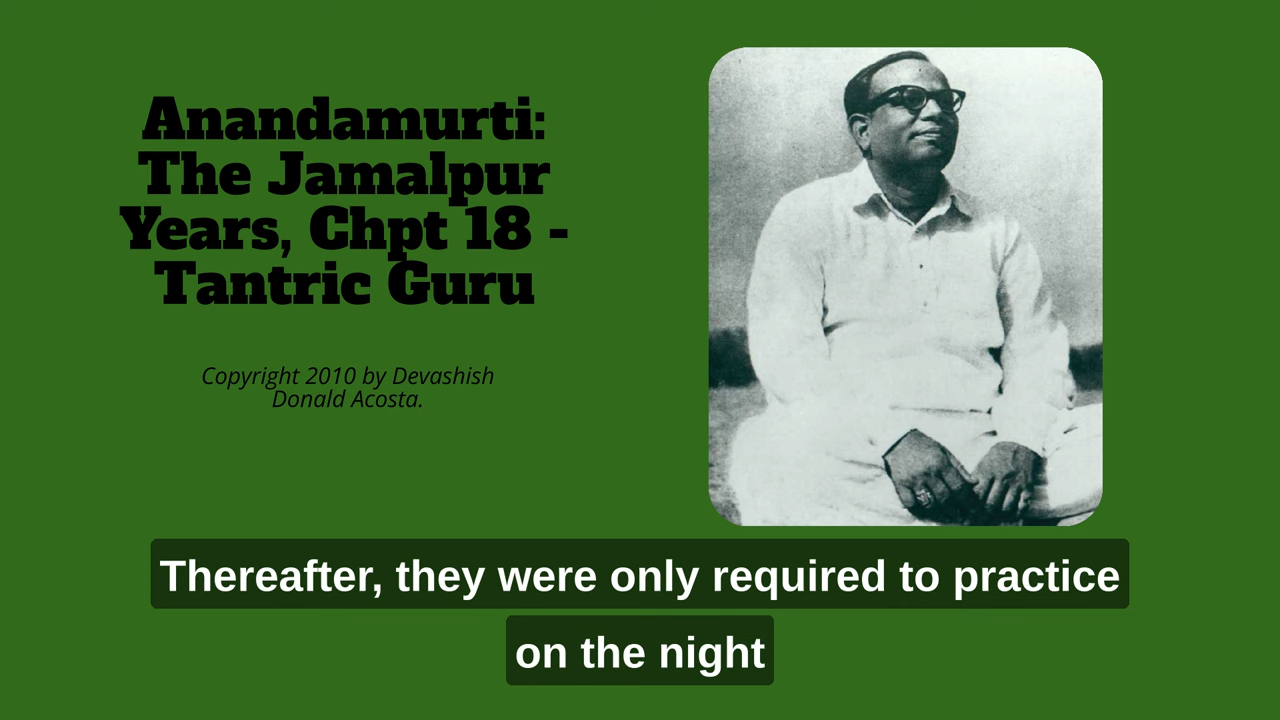 Anandamurti:
The Jamalpur
Years, Chpt 18 -
Tantric Guru
Copyright 2010 by Devashish
Donald Acosta.
Thereafter, they were only required to practice
on the night